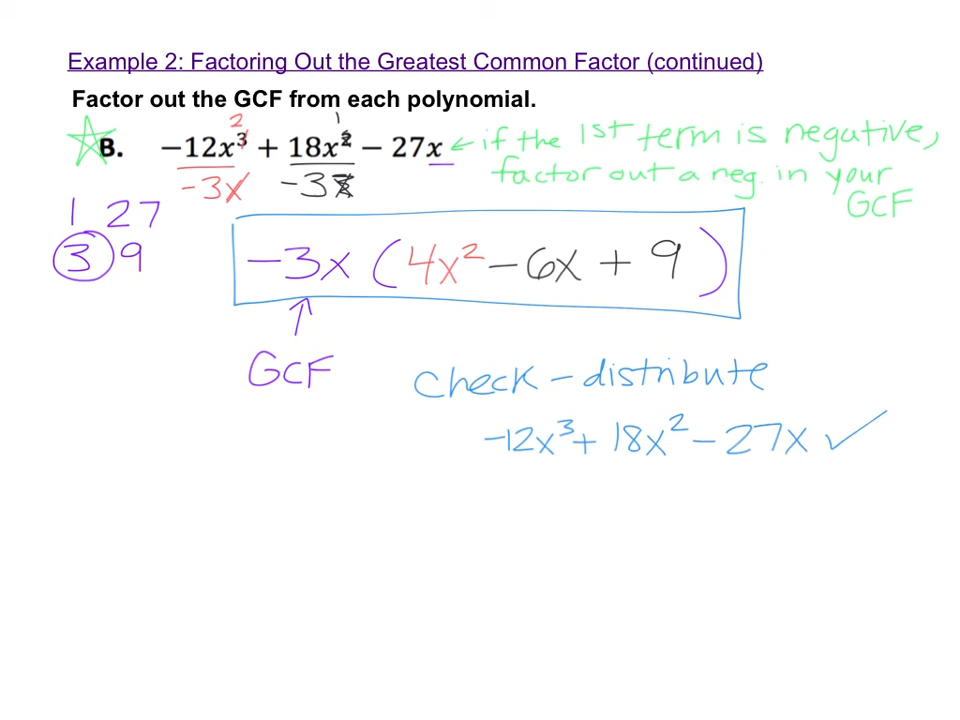 Example 2: Factoring Out the Greatest Common Factor (continued)
Factor out the GCF from each polynomial.
B. −12x³ + 18x² − 27x ← if the 1st term is negative,
factor out a neg. in your
GCF
2 1
−3x −3x
1 27
3 9
−3x (4x² − 6x + 9)
↑
GCF
Check – distribute
−12x³ + 18x² − 27x ✓